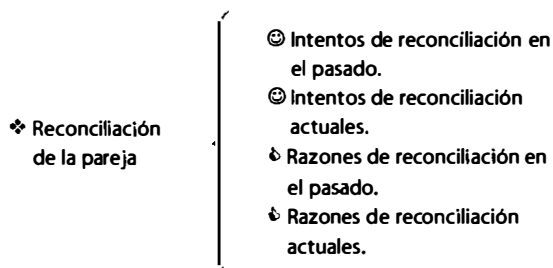 ❖ Reconciliación
de la pareja
☺ Intentos de reconciliación en
el pasado.
☺ Intentos de reconciliación
actuales.
👍 Razones de reconciliación en
el pasado.
👍 Razones de reconciliación
actuales.